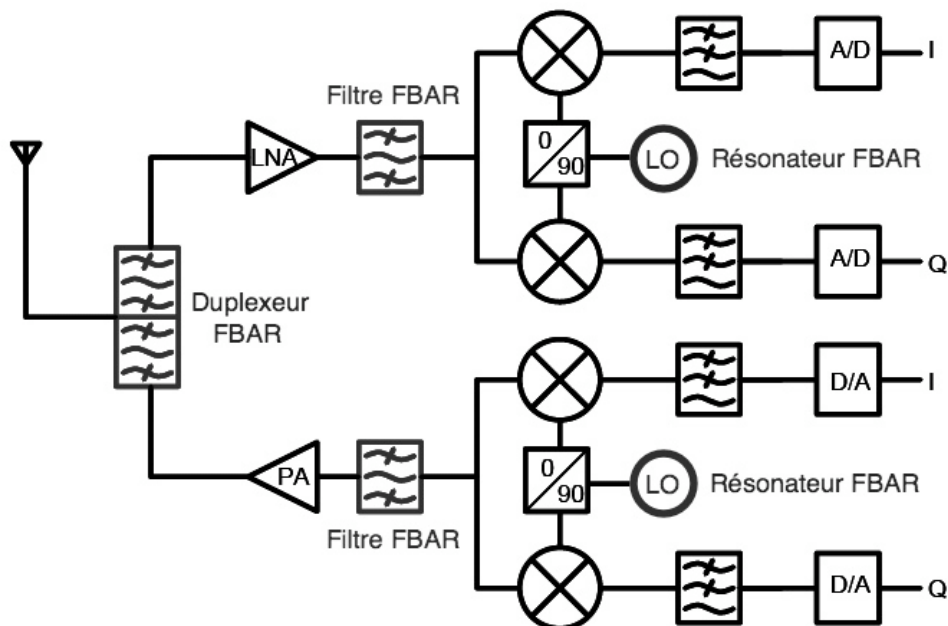 A/D
I
Filtre FBAR
LNA
0
90
LO
Résonateur FBAR
A/D
Q
Duplexeur
FBAR
D/A
I
PA
0
90
LO
Résonateur FBAR
Filtre FBAR
D/A
Q